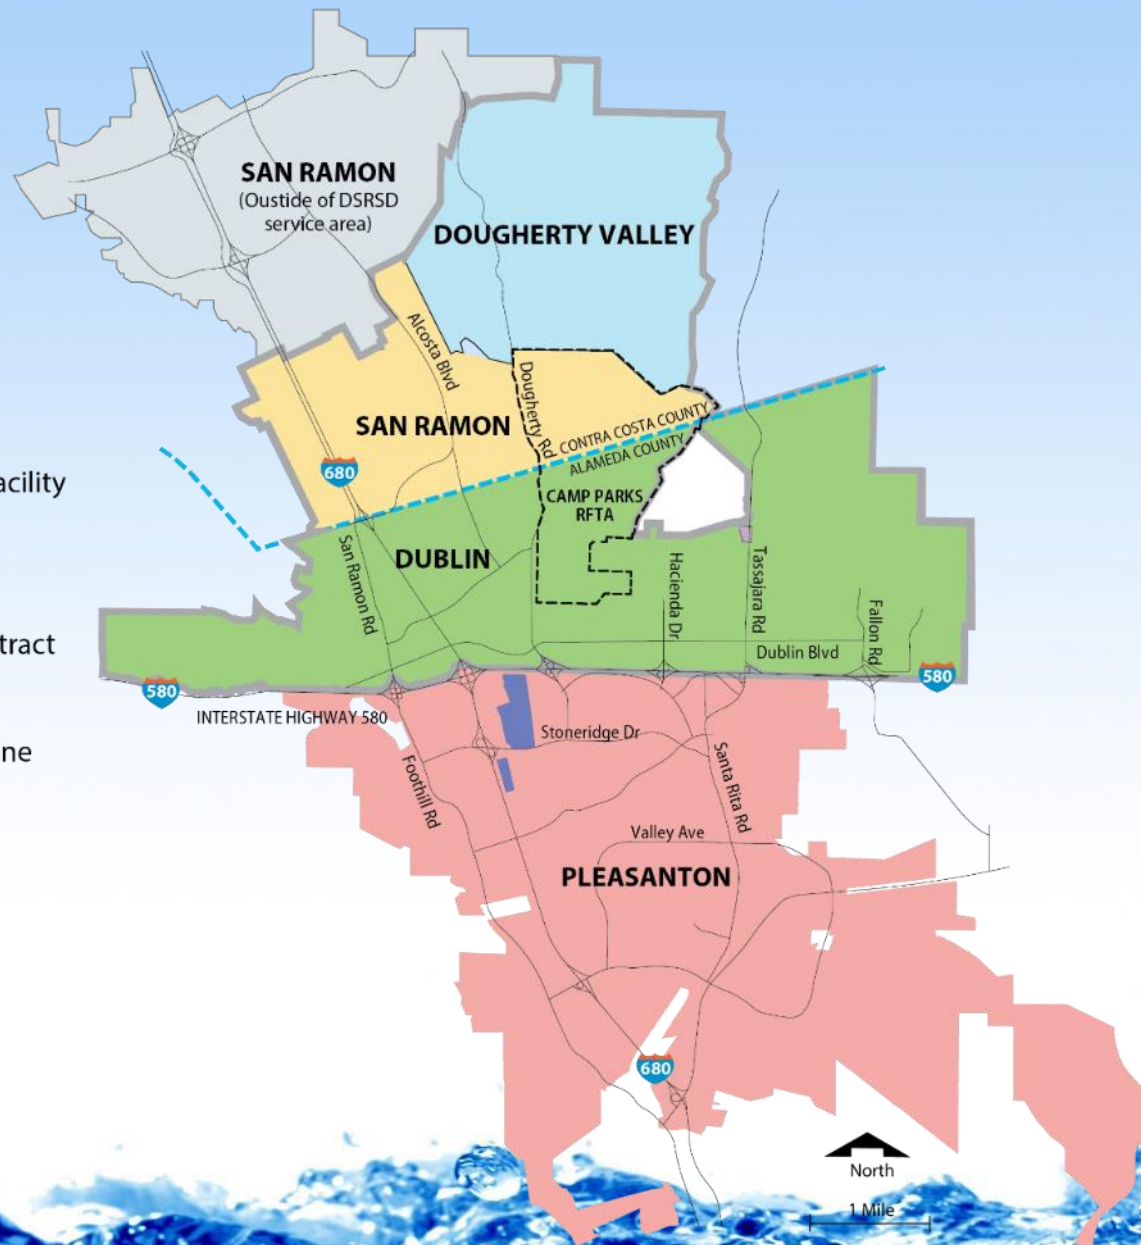 SAN RAMON
(Oustide of DSRSD
service area)
DOUGHERTY VALLEY
Alcosta Blvd
Dougherty Rd
SAN RAMON
CONTRA COSTA COUNTY
ALAMEDA COUNTY
680
acility
CAMP PARKS
RFTA
DUBLIN
San Ramon Rd
Hacienda Dr
Tassajara Rd
Fallon Rd
tract
Dublin Blvd
580
580
INTERSTATE HIGHWAY 580
Stoneridge Dr
ne
Foothill Rd
Santa Rita Rd
Valley Ave
PLEASANTON
680
North
1 Mile